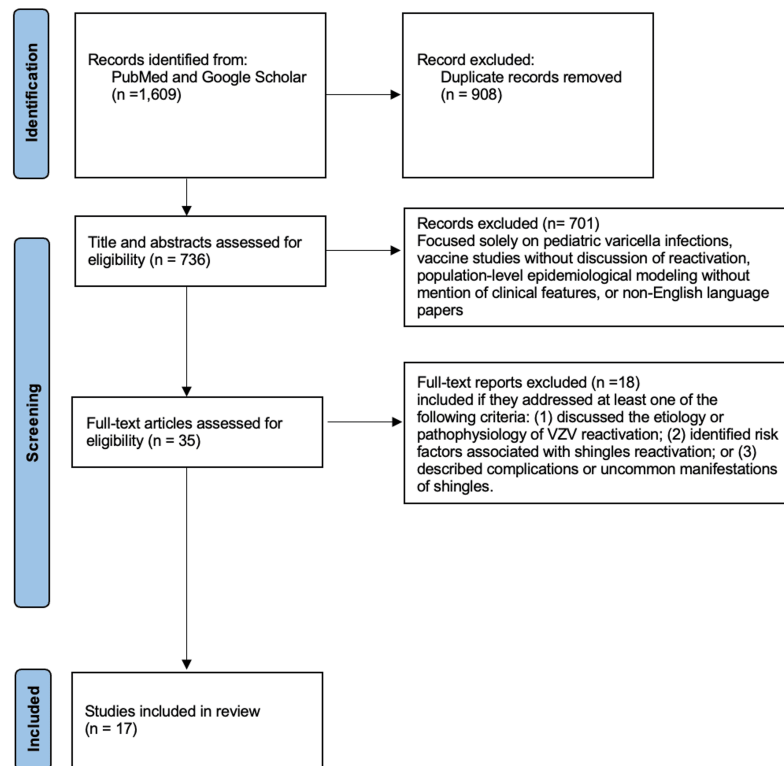 Identification
Records identified from:
PubMed and Google Scholar
(n =1,609)
Record excluded:
Duplicate records removed
(n = 908)
Screening
Title and abstracts assessed for
eligibility (n = 736)
Records excluded (n= 701)
Focused solely on pediatric varicella infections,
vaccine studies without discussion of reactivation,
population-level epidemiological modeling without
mention of clinical features, or non-English language
papers
Full-text articles assessed for
eligibility (n = 35)
Full-text reports excluded (n =18)
included if they addressed at least one of the
following criteria: (1) discussed the etiology or
pathophysiology of VZV reactivation; (2) identified risk
factors associated with shingles reactivation; or (3)
described complications or uncommon manifestations
of shingles.
Included
Studies included in review
(n = 17)